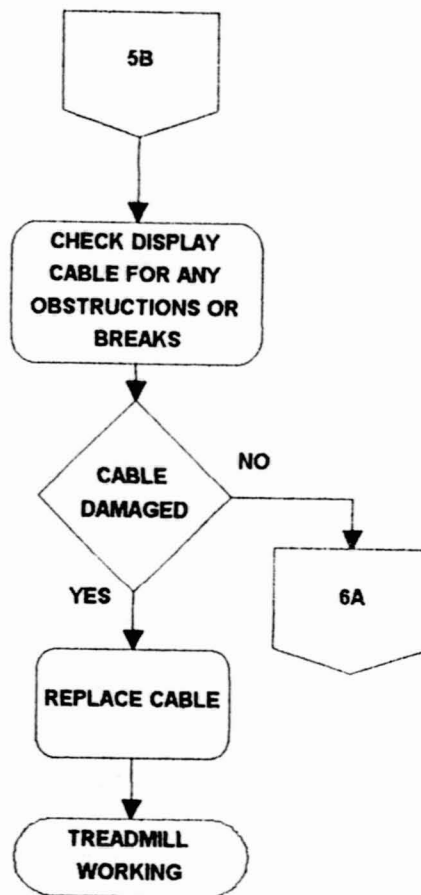 5B
CHECK DISPLAY
CABLE FOR ANY
OBSTRUCTIONS OR
BREAKS
CABLE
DAMAGED
NO
YES
6A
REPLACE CABLE
TREADMILL
WORKING